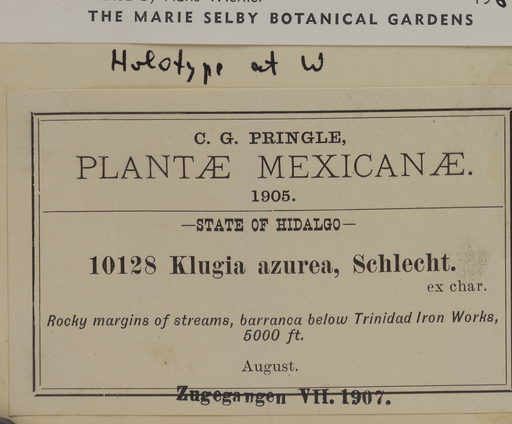 THE MARIE SELBY BOTANICAL GARDENS
Holotype at W
C. G. PRINGLE,
PLANTÆ MEXICANÆ.
1905.
—STATE OF HIDALGO—
10128 Klugia azurea, Schlecht.
ex char.
Rocky margins of streams, barranca below Trinidad Iron Works,
5000 ft.
August.
Zugegangen VII. 1907.